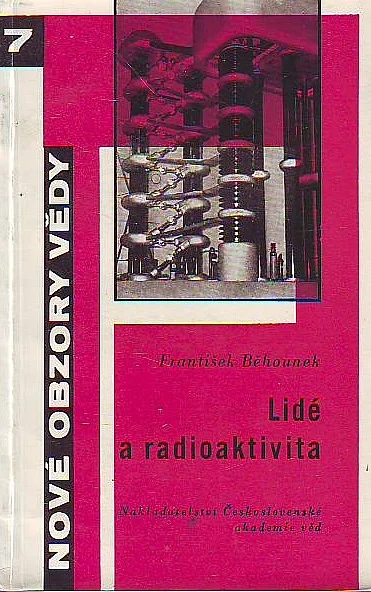 7
NOVÉ OBZORY VĚDY
František Běhounek
Lidé
a radioaktivita
Nakladatelství Československé
akademie věd